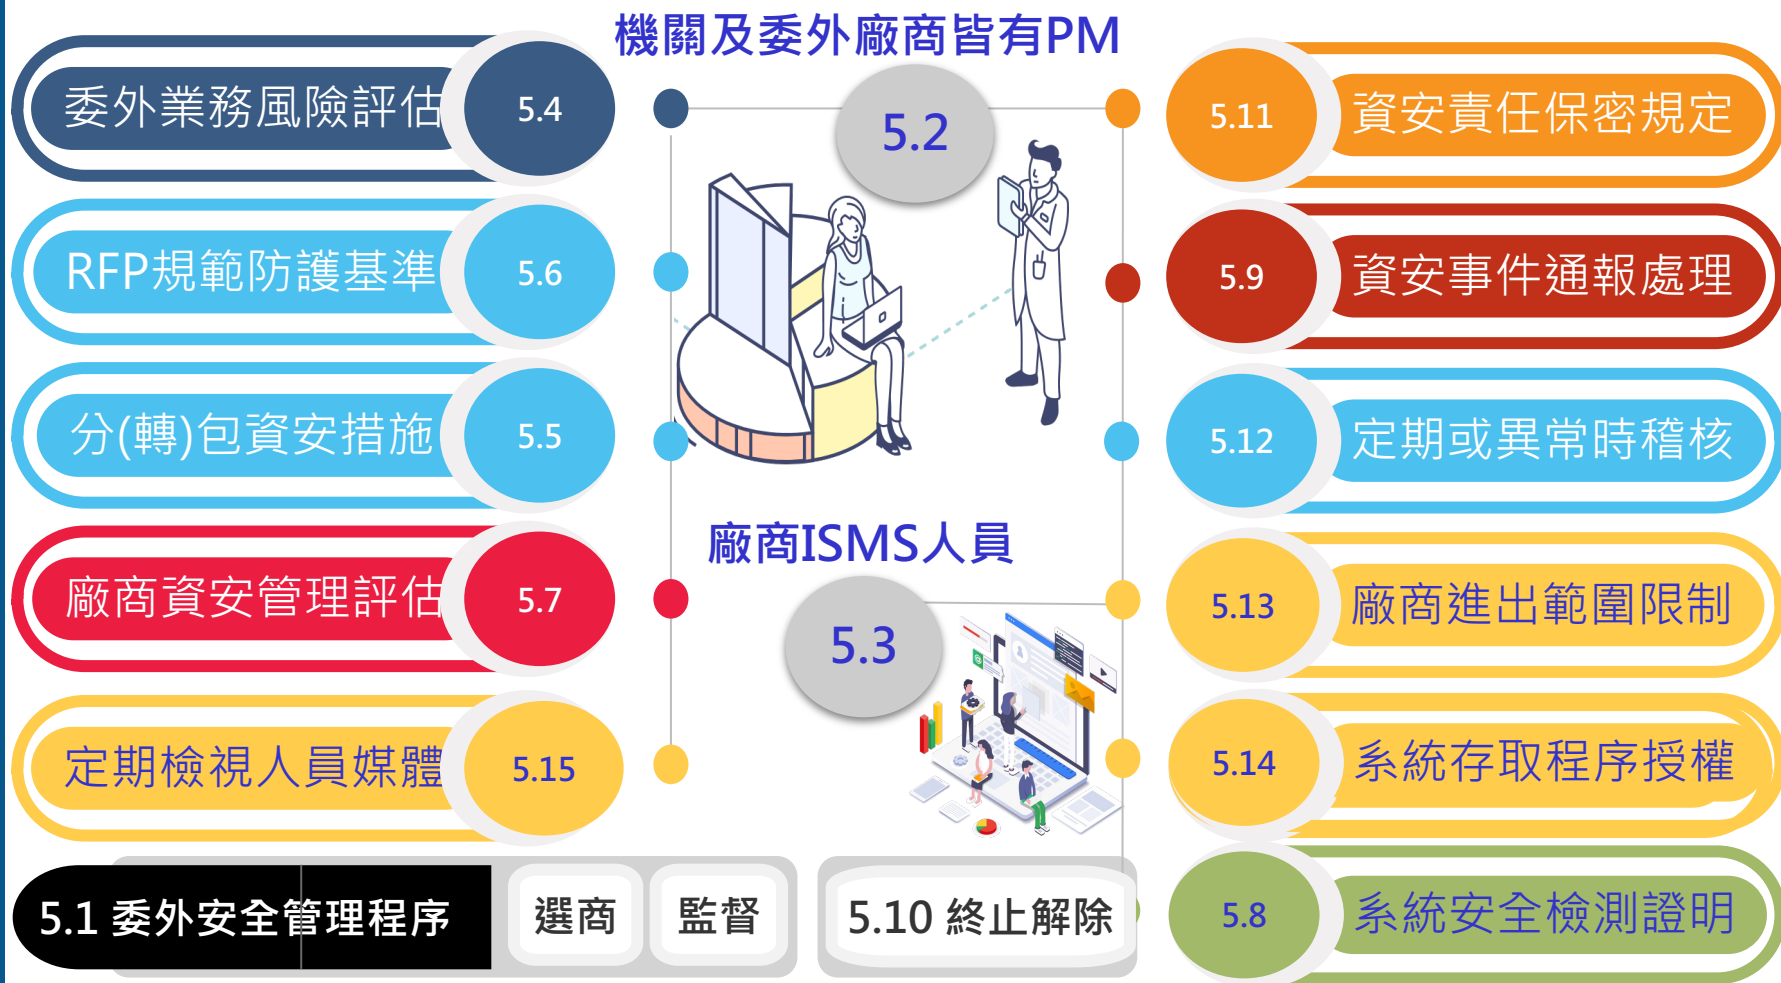 機關及委外廠商皆有PM
5.2
委外業務風險評估
5.4
RFP規範防護基準
5.6
分(轉)包資安措施
5.5
廠商資安管理評估
5.7
定期檢視人員媒體
5.15
廠商ISMS人員
5.3
5.11
資安責任保密規定
5.9
資安事件通報處理
5.12
定期或異常時稽核
5.13
廠商進出範圍限制
5.14
系統存取程序授權
5.8
系統安全檢測證明
5.1 委外安全管理程序
選商
監督
5.10 終止解除